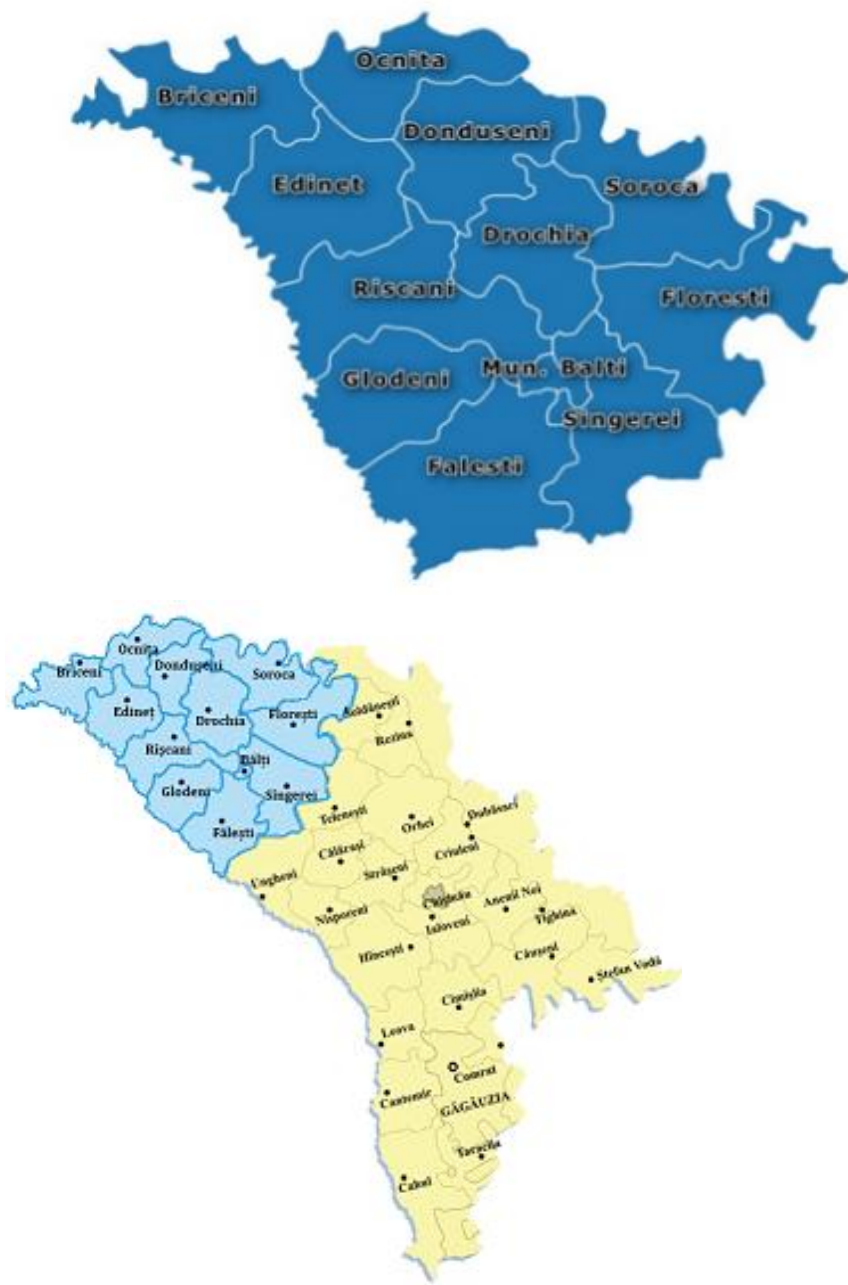 Ocnita
Briceni
Donduseni
Edinet
Soroca
Drochia
Riscani
Floresti
Glodeni
Mun. Balti
Singerei
Falesti
Ocnița
Briceni
Dondușeni
Soroca
Edineț
Drochia
Florești
Șoldănești
Rezina
Rîșcani
Bălți
Glodeni
Sîngerei
Fălești
Telenești
Orhei
Dubăsari
Călărași
Criuleni
Strășeni
Ungheni
Chișinău
Anenii Noi
Nisporeni
Ialoveni
Tighina
Hîncești
Căușeni
Ștefan Vodă
Cimișlia
Leova
Comrat
Cantemir
GĂGĂUZIA
Taraclia
Cahul